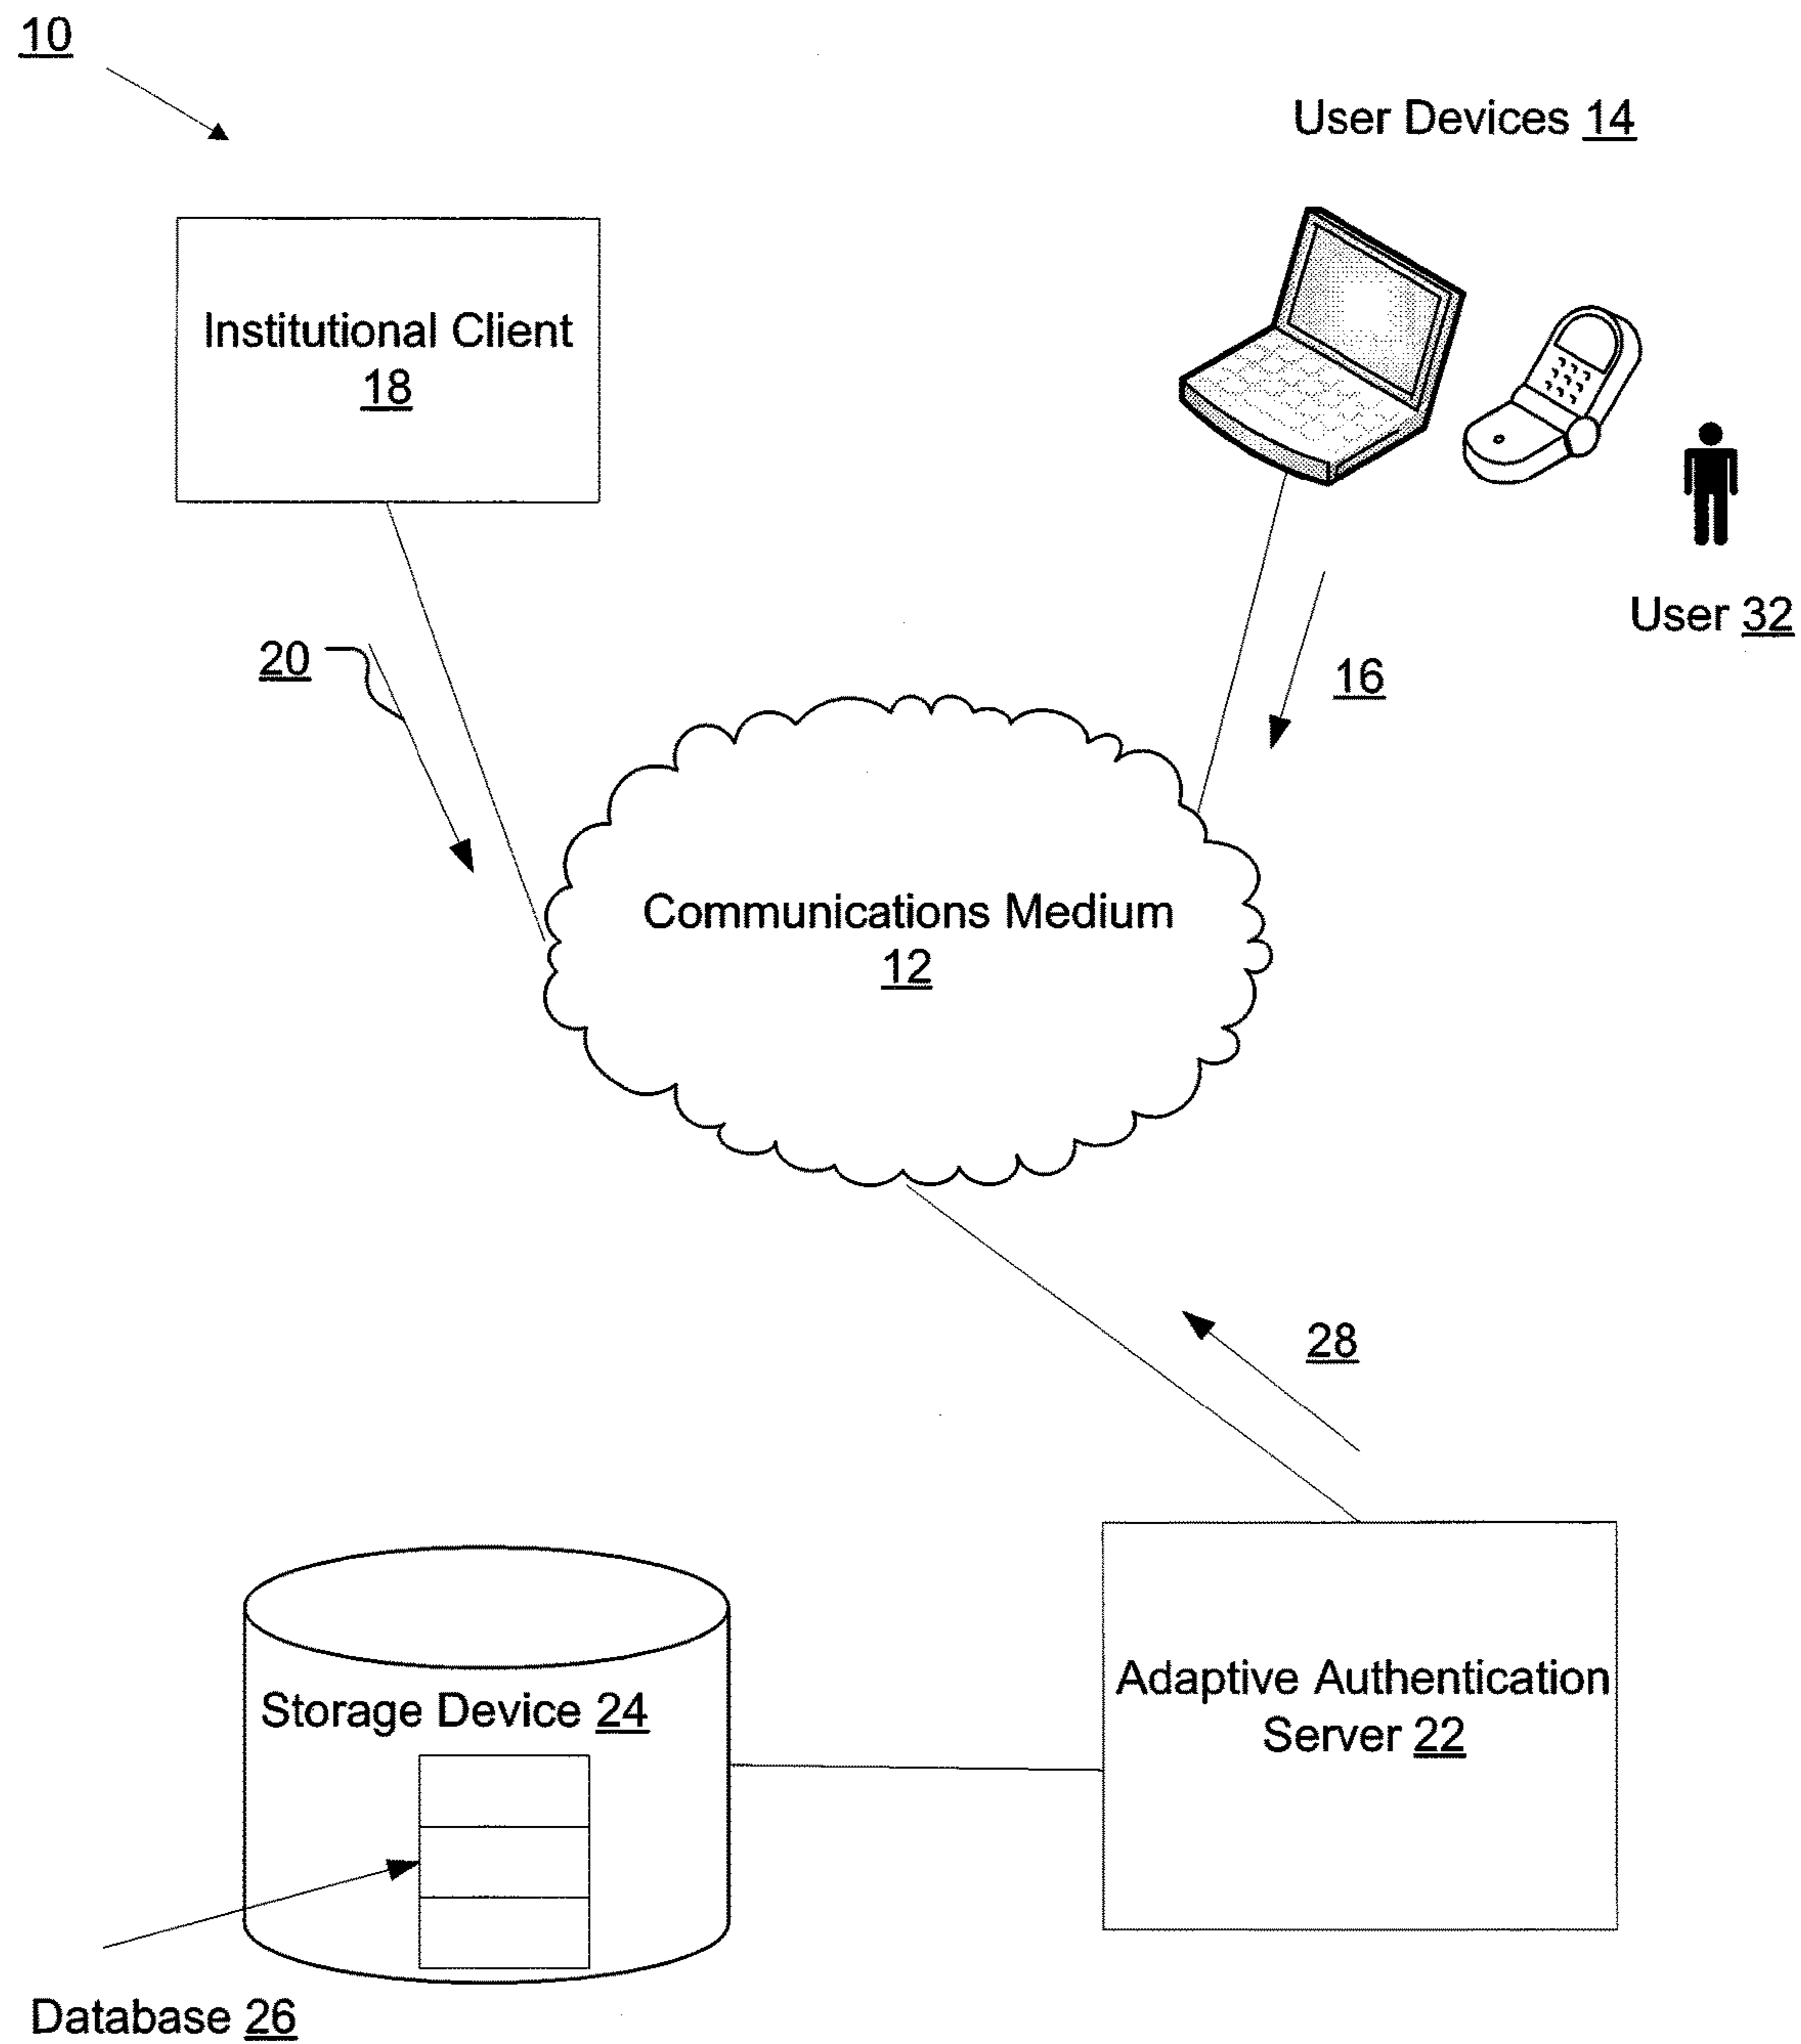 10
User Devices 14
Institutional Client
18
User 32
20
16
Communications Medium
12
28
Adaptive Authentication
Server 22
Storage Device 24
Database 26